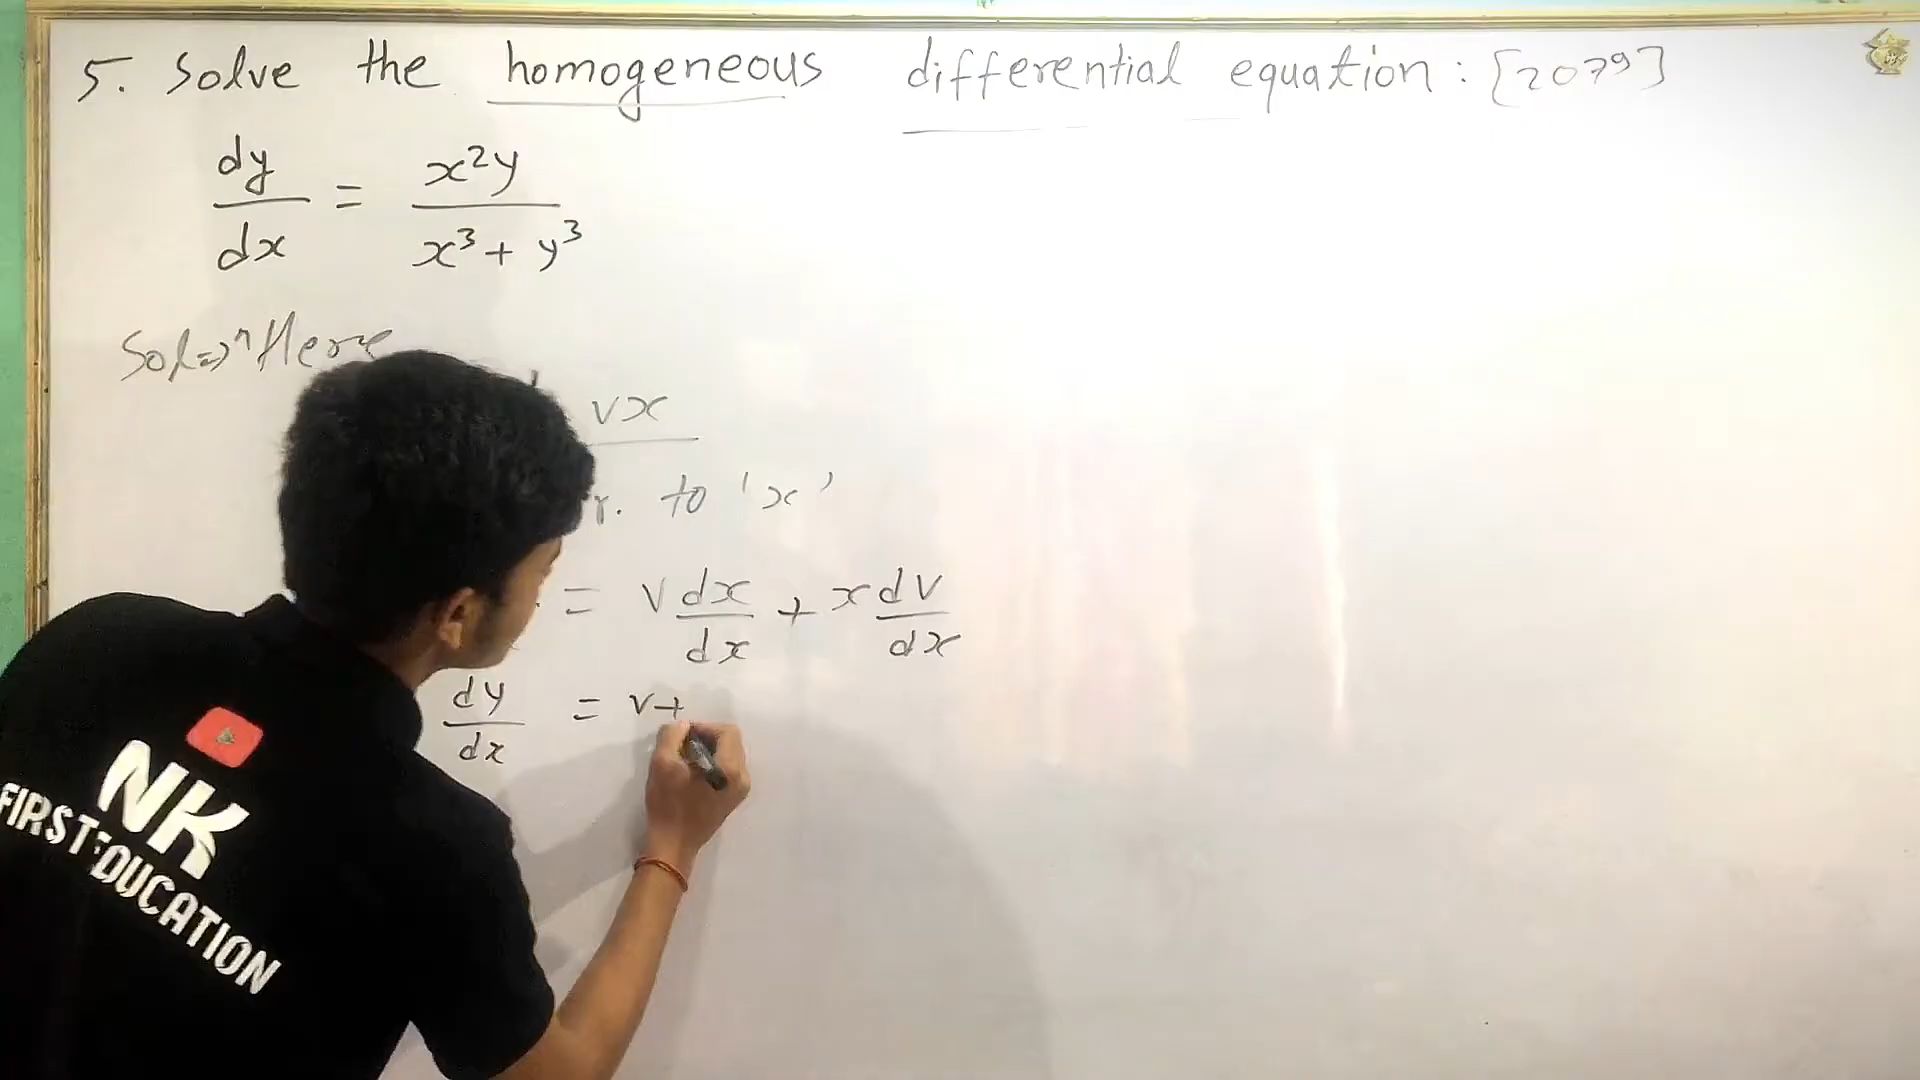 5. Solve the homogeneous differential equation : [2079]
dy/dx = x²y / x³ + y³
Sol⇒ⁿ Here
vx
r. to 'x'
= v dx/dx + x dv/dx
dy/dx = v+
NK
FIRST EDUCATION